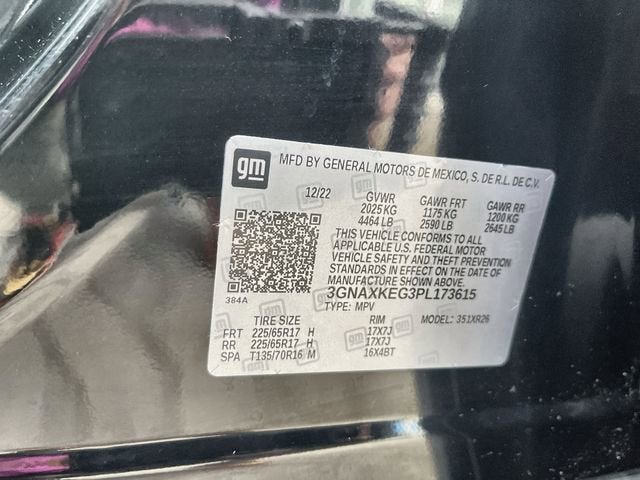 gm MFD BY GENERAL MOTORS DE MEXICO, S. DE R.L. DE C.V.
12/22 GVWR GAWR FRT GAWR RR
2025 KG 1175 KG 1200 KG
4464 LB 2590 LB 2645 LB
THIS VEHICLE CONFORMS TO ALL
APPLICABLE U.S. FEDERAL MOTOR
VEHICLE SAFETY AND THEFT PREVENTION
STANDARDS IN EFFECT ON THE DATE OF
MANUFACTURE SHOWN ABOVE.
384A 3GNAXKEG3PL173615
TYPE: MPV MODEL: 351XR26
TIRE SIZE RIM
FRT 225/65R17 H 17X7J
RR 225/65R17 H 17X7J
SPA T135/70R16 M 16X4BT